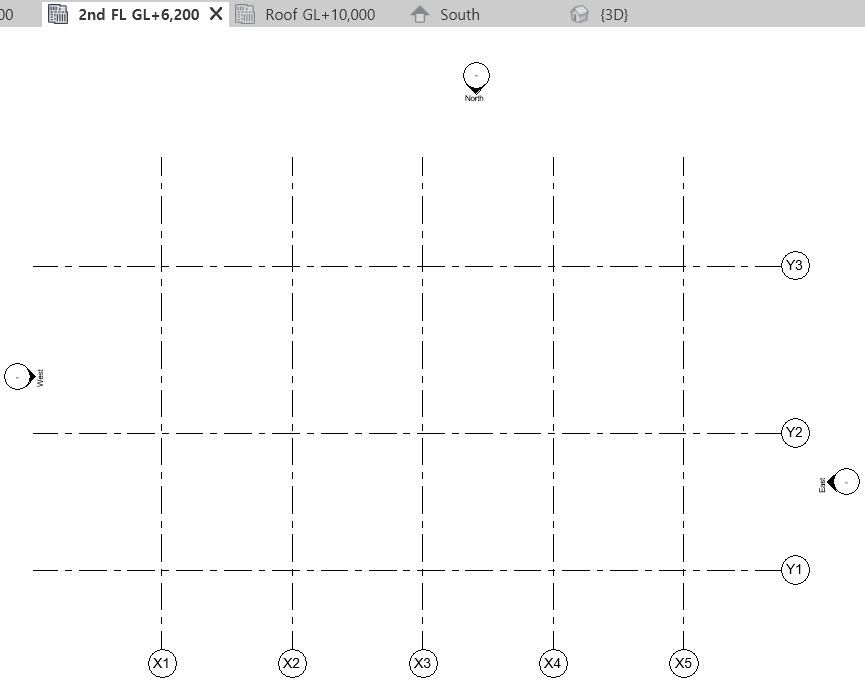 00 2nd FL GL+6,200 Roof GL+10,000 South {3D}
North
Y3
West
Y2
East
Y1
X1 X2 X3 X4 X5